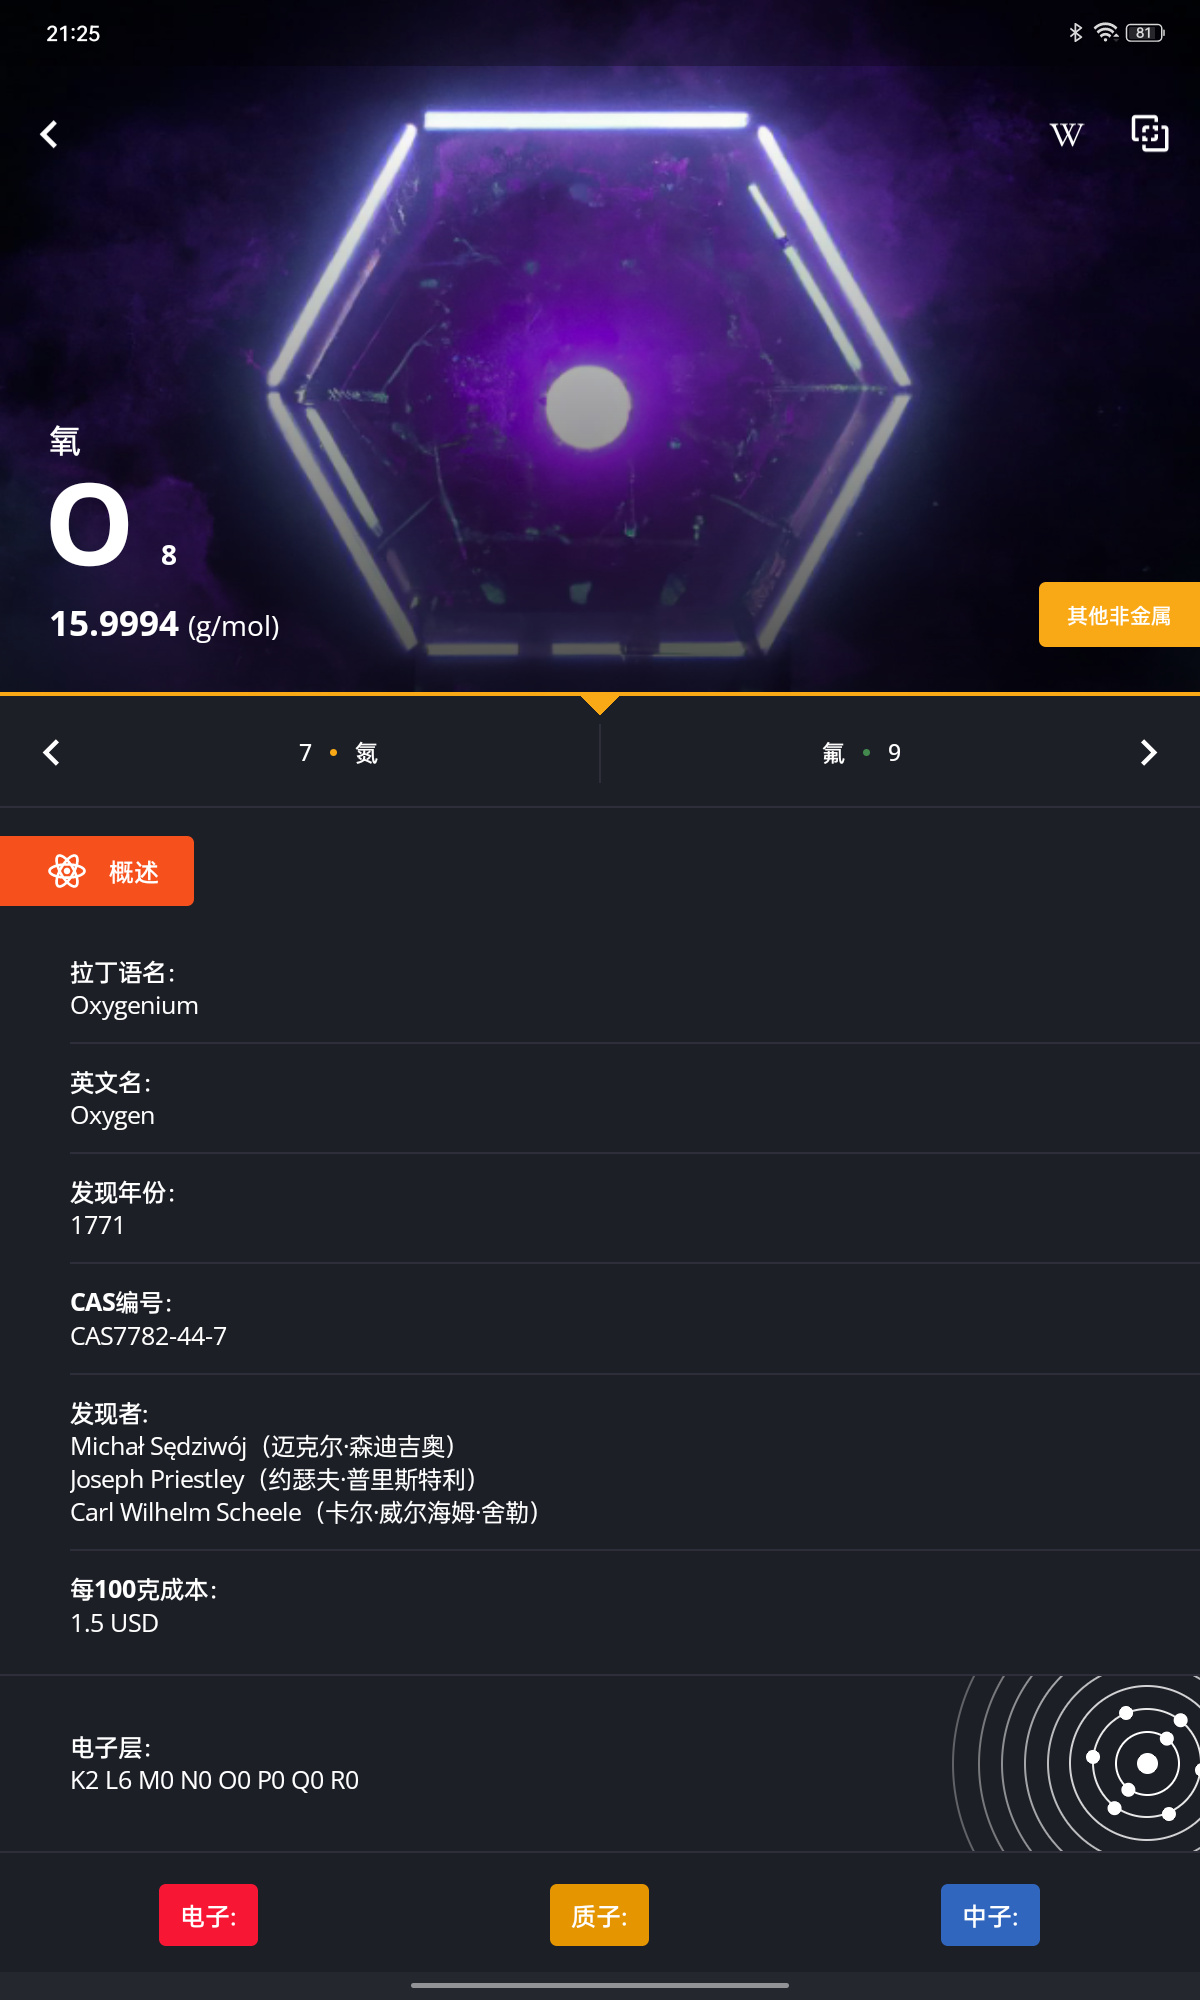 21:25
81
W
氧
O 8
15.9994 (g/mol)
其他非金属
7 • 氮
氟 • 9
概述
拉丁语名:
Oxygenium
英文名:
Oxygen
发现年份:
1771
CAS编号:
CAS7782-44-7
发现者:
Michał Sędziwój（迈克尔·森迪吉奥）
Joseph Priestley（约瑟夫·普里斯特利）
Carl Wilhelm Scheele（卡尔·威尔海姆·舍勒）
每100克成本:
1.5 USD
电子层:
K2 L6 M0 N0 O0 P0 Q0 R0
电子:
质子:
中子: